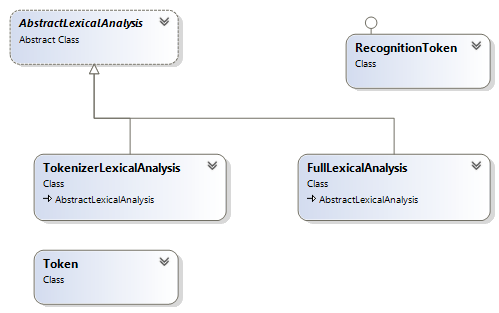 AbstractLexicalAnalysis
Abstract Class
RecognitionToken
Class
TokenizerLexicalAnalysis
Class
AbstractLexicalAnalysis
FullLexicalAnalysis
Class
AbstractLexicalAnalysis
Token
Class